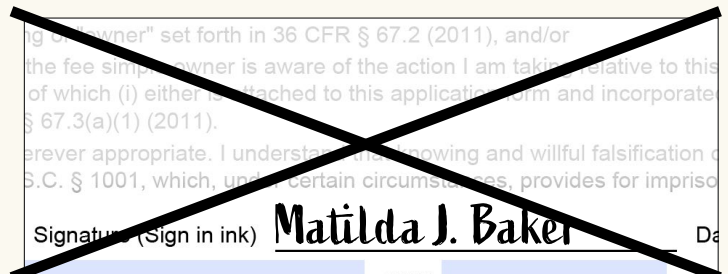 ng of "owner" set forth in 36 CFR § 67.2 (2011), and/or
the fee simple owner is aware of the action I am taking relative to this
of which (i) either is attached to this application form and incorporated
§ 67.3(a)(1) (2011).
erever appropriate. I understand that knowing and willful falsification o
S.C. § 1001, which, under certain circumstances, provides for impriso
Signature (Sign in ink) Matilda J. Baker Da